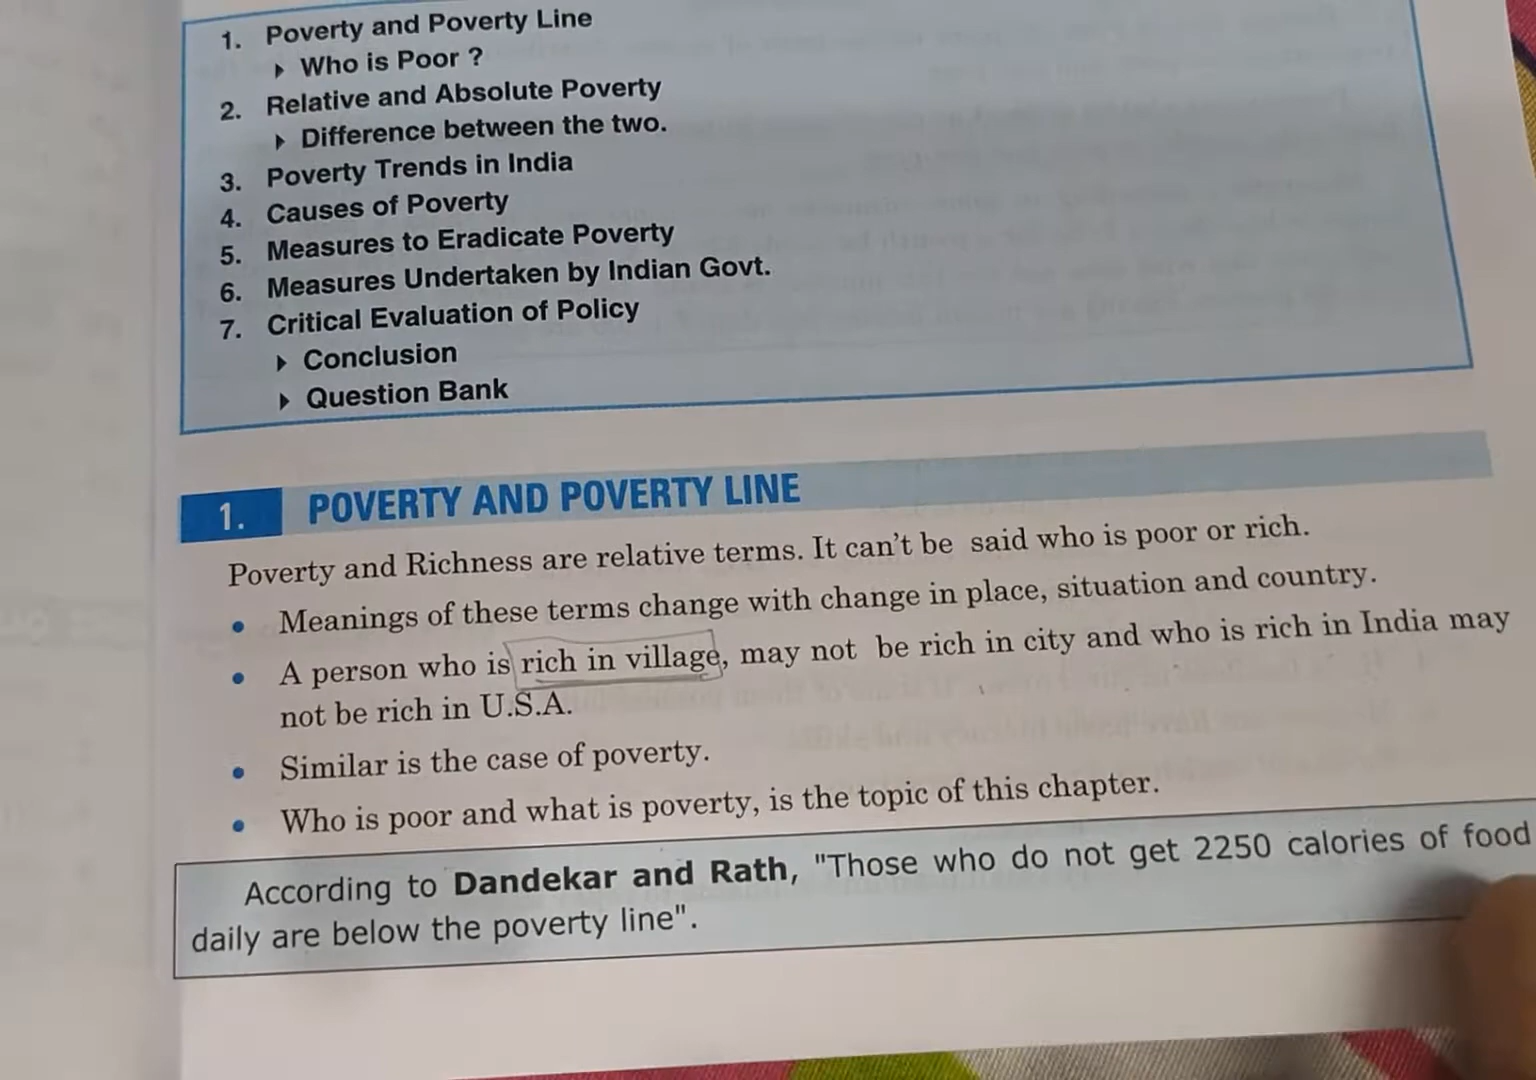 1. Poverty and Poverty Line
Who is Poor ?
2. Relative and Absolute Poverty
Difference between the two.
3. Poverty Trends in India
4. Causes of Poverty
5. Measures to Eradicate Poverty
6. Measures Undertaken by Indian Govt.
7. Critical Evaluation of Policy
Conclusion
Question Bank
1. POVERTY AND POVERTY LINE
Poverty and Richness are relative terms. It can't be said who is poor or rich.
• Meanings of these terms change with change in place, situation and country.
• A person who is rich in village, may not be rich in city and who is rich in India may
not be rich in U.S.A.
• Similar is the case of poverty.
• Who is poor and what is poverty, is the topic of this chapter.
According to Dandekar and Rath, "Those who do not get 2250 calories of food
daily are below the poverty line".